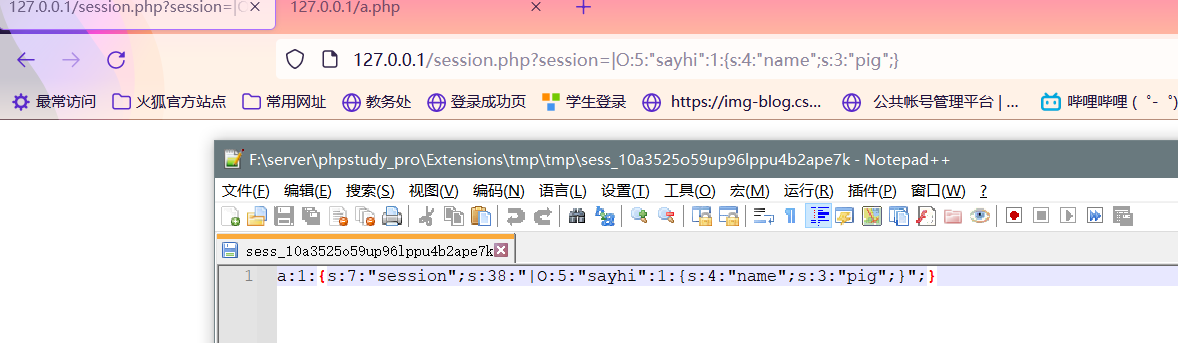 127.0.0.1/session.php?session=|O × 127.0.0.1/a.php × +
127.0.0.1/session.php?session=|O:5:"sayhi":1:{s:4:"name";s:3:"pig";}
最常访问 火狐官方站点 常用网址 教务处 登录成功页 学生登录 https://img-blog.cs... 公共帐号管理平台 | ... 哔哩哔哩 ( ゜- ゜)
F:\server\phpstudy_pro\Extensions\tmp\tmp\sess_10a3525o59up96lppu4b2ape7k - Notepad++
文件(F) 编辑(E) 搜索(S) 视图(V) 编码(N) 语言(L) 设置(T) 工具(O) 宏(M) 运行(R) 插件(P) 窗口(W) ?
sess_10a3525o59up96lppu4b2ape7k
1 a:1:{s:7:"session";s:38:"|O:5:"sayhi":1:{s:4:"name";s:3:"pig";}";}